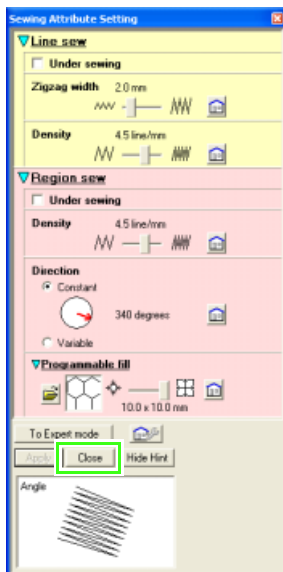 Sewing Attribute Setting
Line sew
Under sewing
Zigzag width 2.0 mm
Density 4.5 line/mm
Region sew
Under sewing
Density 4.5 line/mm
Direction
Constant
340 degrees
Variable
Programmable fill
10.0 x 10.0 mm
To Expert mode
Apply Close Hide Hint
Angle